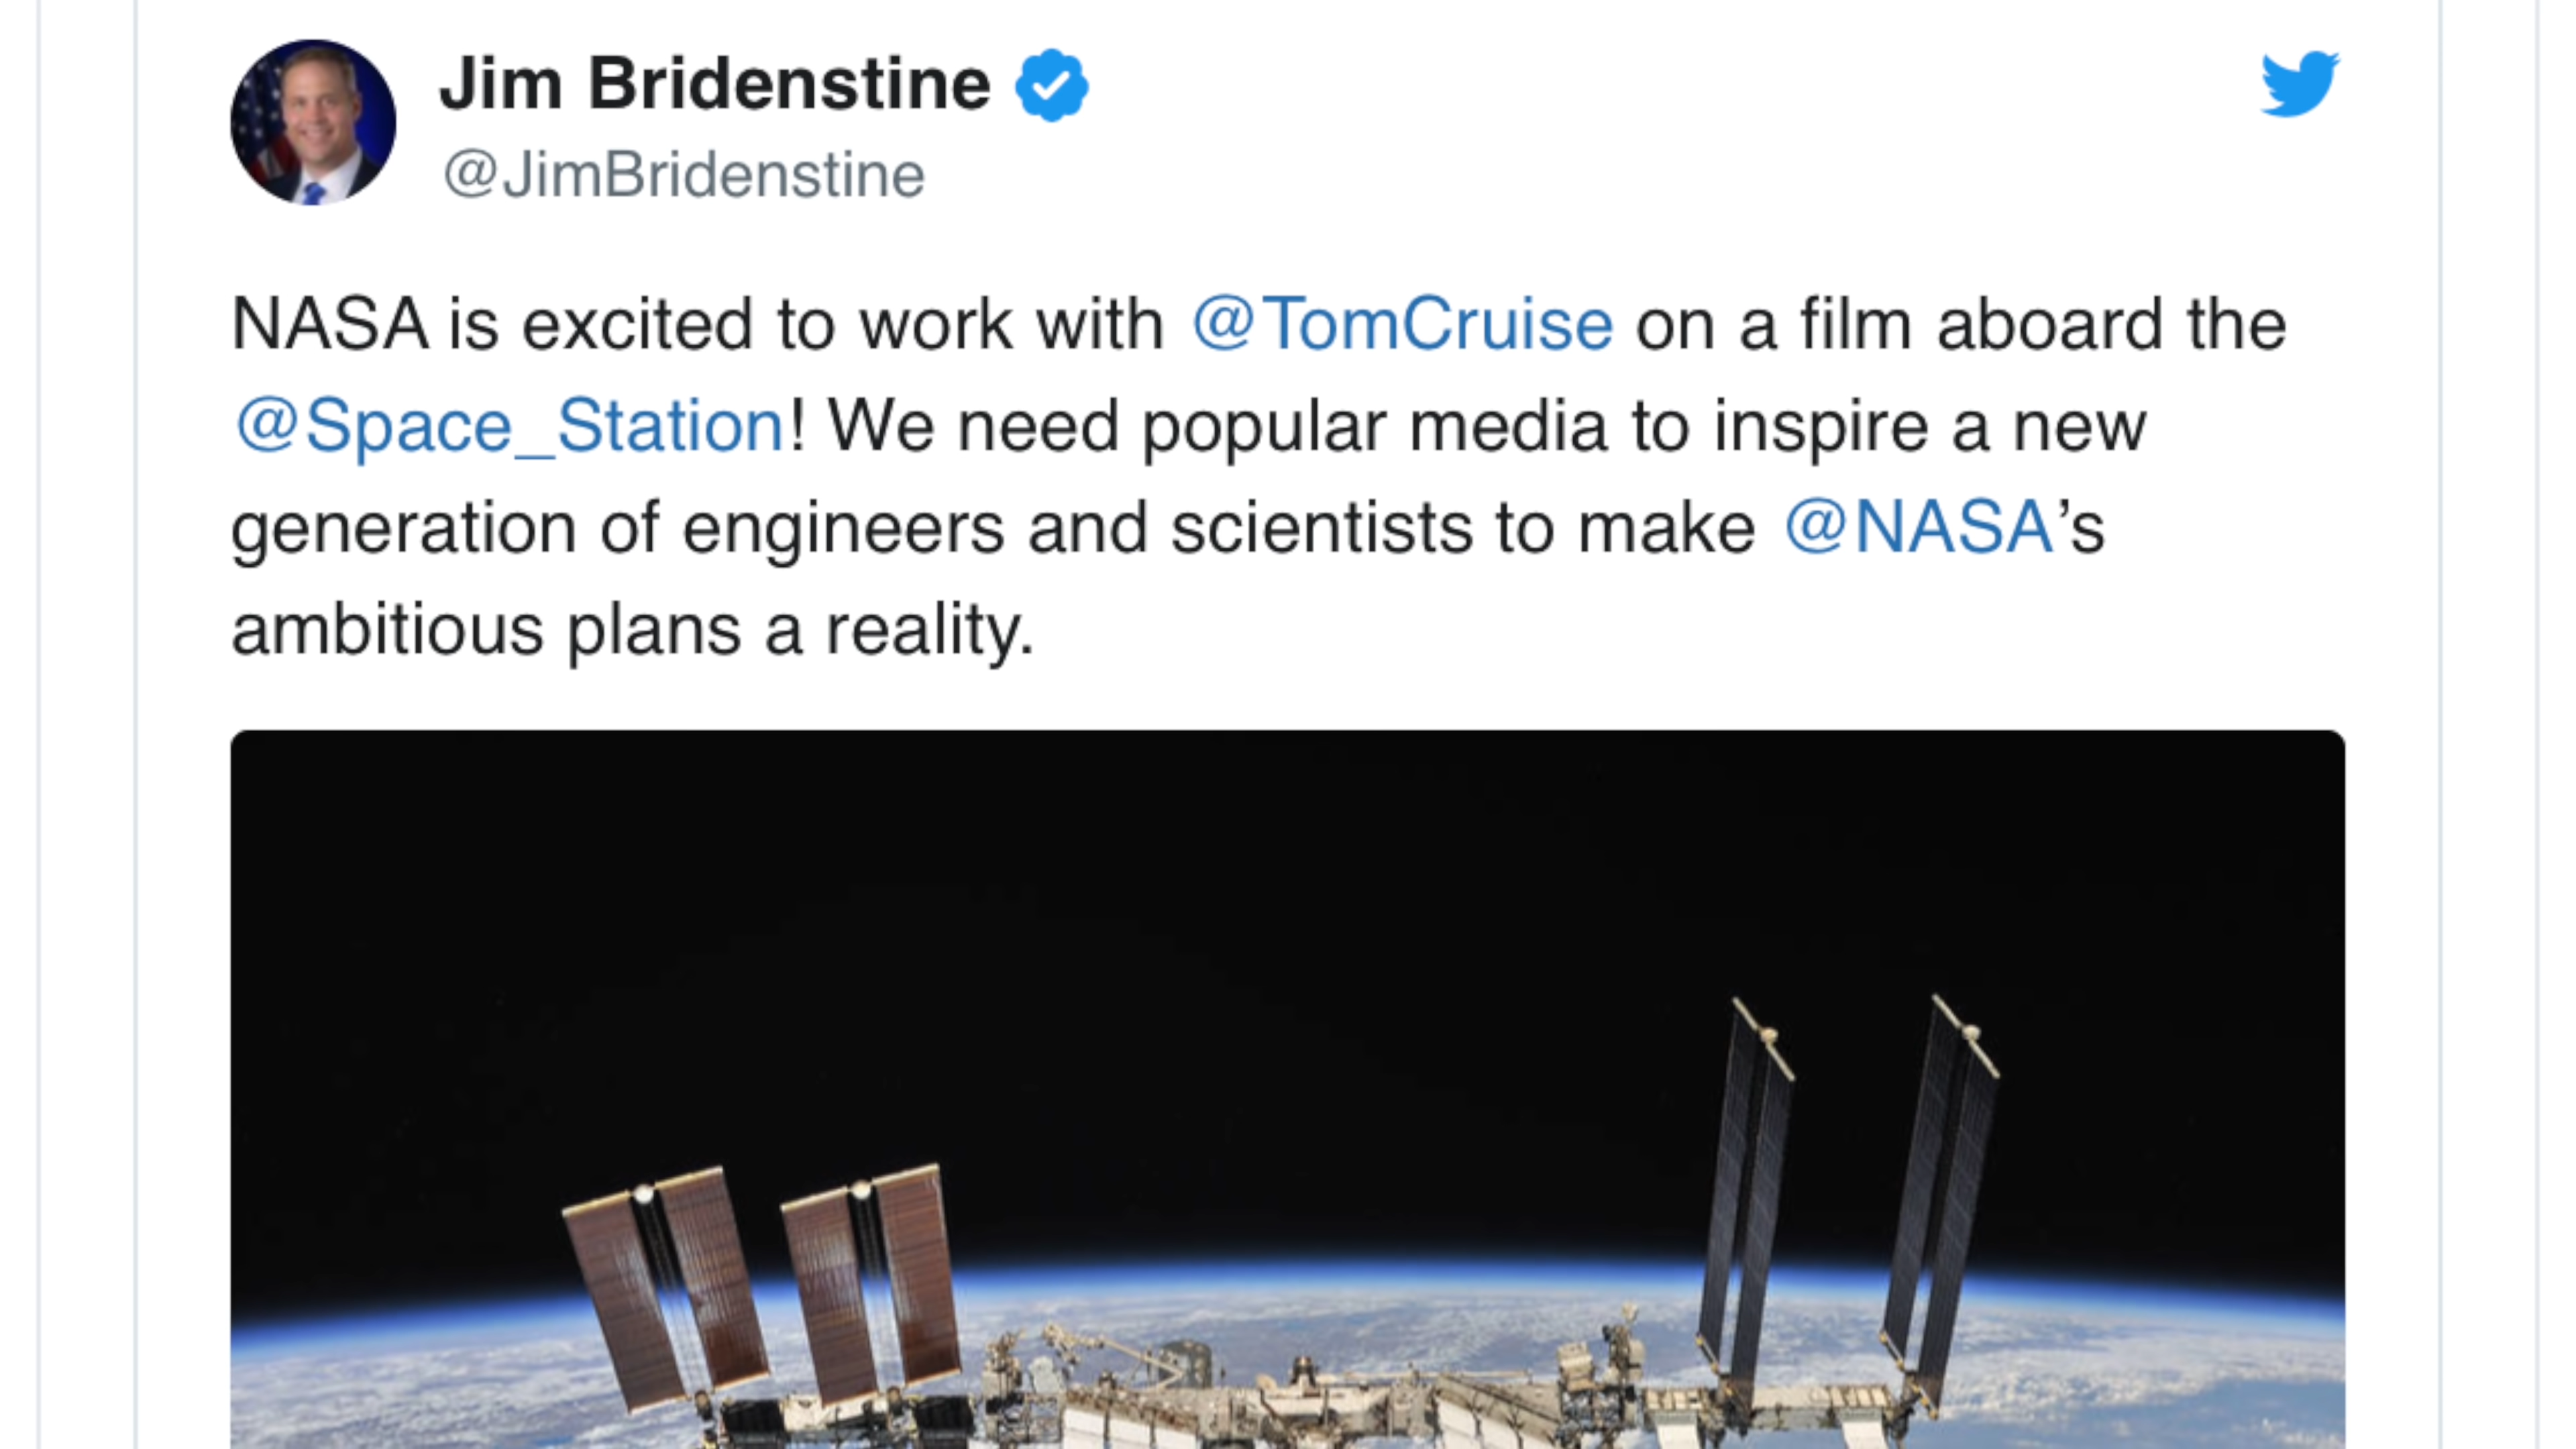 Jim Bridenstine
@JimBridenstine
NASA is excited to work with @TomCruise on a film aboard the
@Space_Station! We need popular media to inspire a new
generation of engineers and scientists to make @NASA’s
ambitious plans a reality.